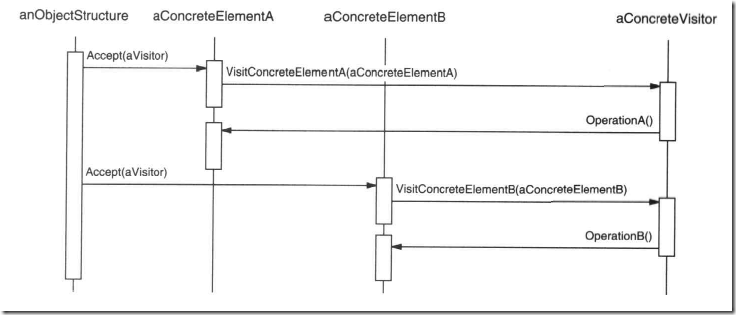 anObjectStructure aConcreteElementA aConcreteElementB aConcreteVisitor
Accept(aVisitor)
VisitConcreteElementA(aConcreteElementA)
OperationA()
Accept(aVisitor)
VisitConcreteElementB(aConcreteElementB)
OperationB()